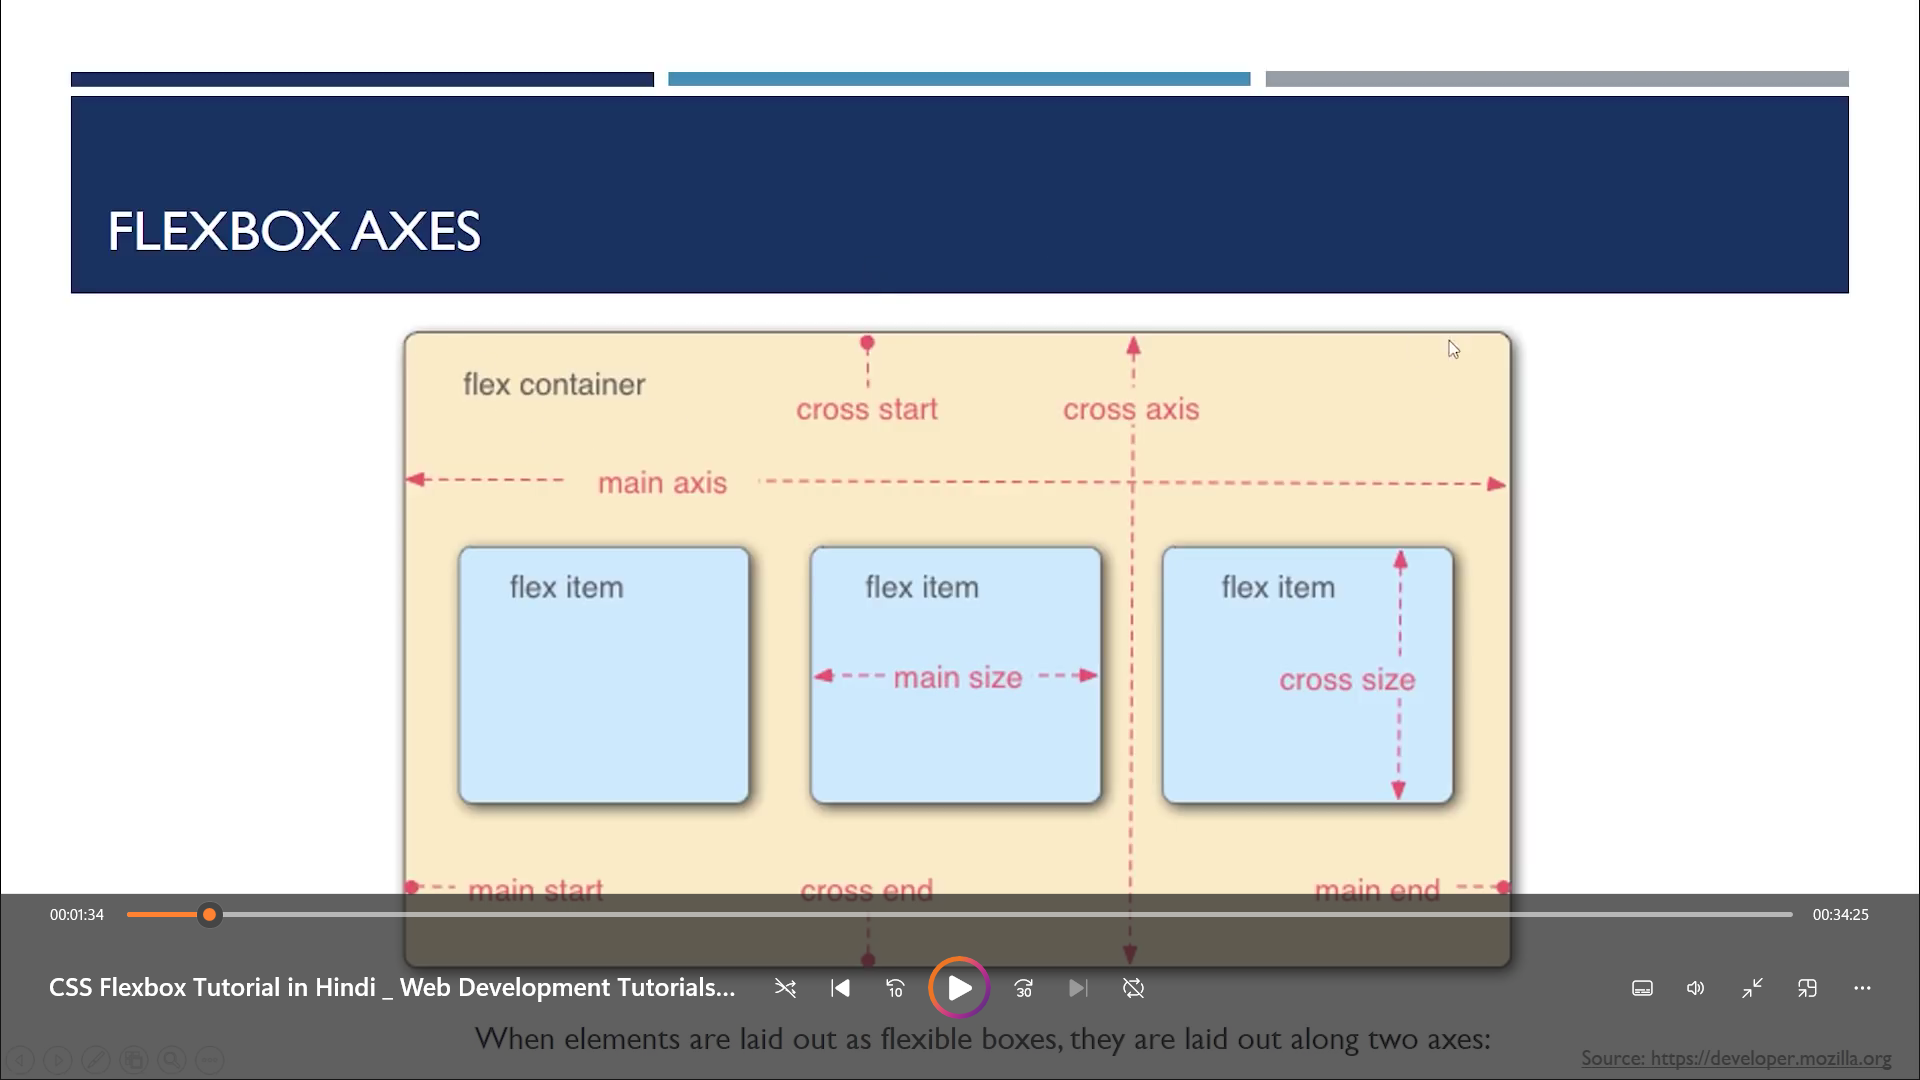 FLEXBOX AXES
flex container
cross start
cross axis
main axis
flex item
flex item
flex item
main size
cross size
main start
cross end
main end
00:01:34
00:34:25
CSS Flexbox Tutorial in Hindi _ Web Development Tutorials...
10
30
When elements are laid out as flexible boxes, they are laid out along two axes:
Source: https://developer.mozilla.org